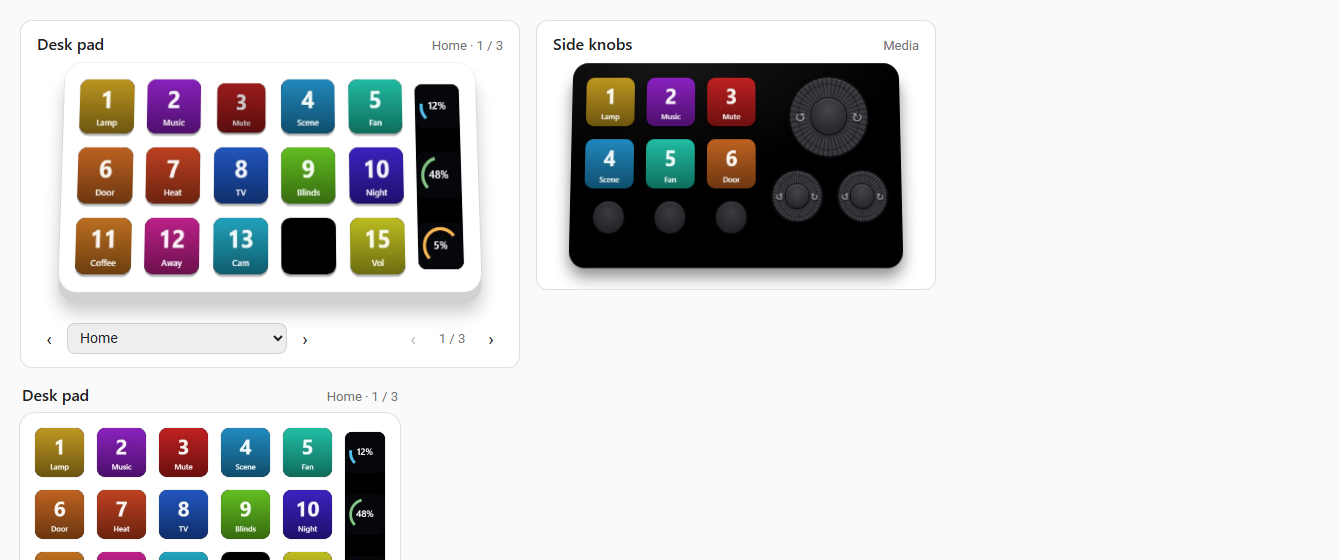 Desk pad
Home · 1 / 3
1 2 3 4 5
Lamp Music Mute Scene Fan
12%
6 7 8 9 10
Door Heat TV Blinds Night
48%
11 12 13 15
Coffee Away Cam Vol
5%
‹ Home › ‹ 1 / 3 ›
Side knobs
Media
1 2 3
Lamp Music Mute
4 5 6
Scene Fan Door
↺ ↻
↺ ↻ ↺ ↻
Desk pad
Home · 1 / 3
1 2 3 4 5
Lamp Music Mute Scene Fan
12%
6 7 8 9 10
Door Heat TV Blinds Night
48%